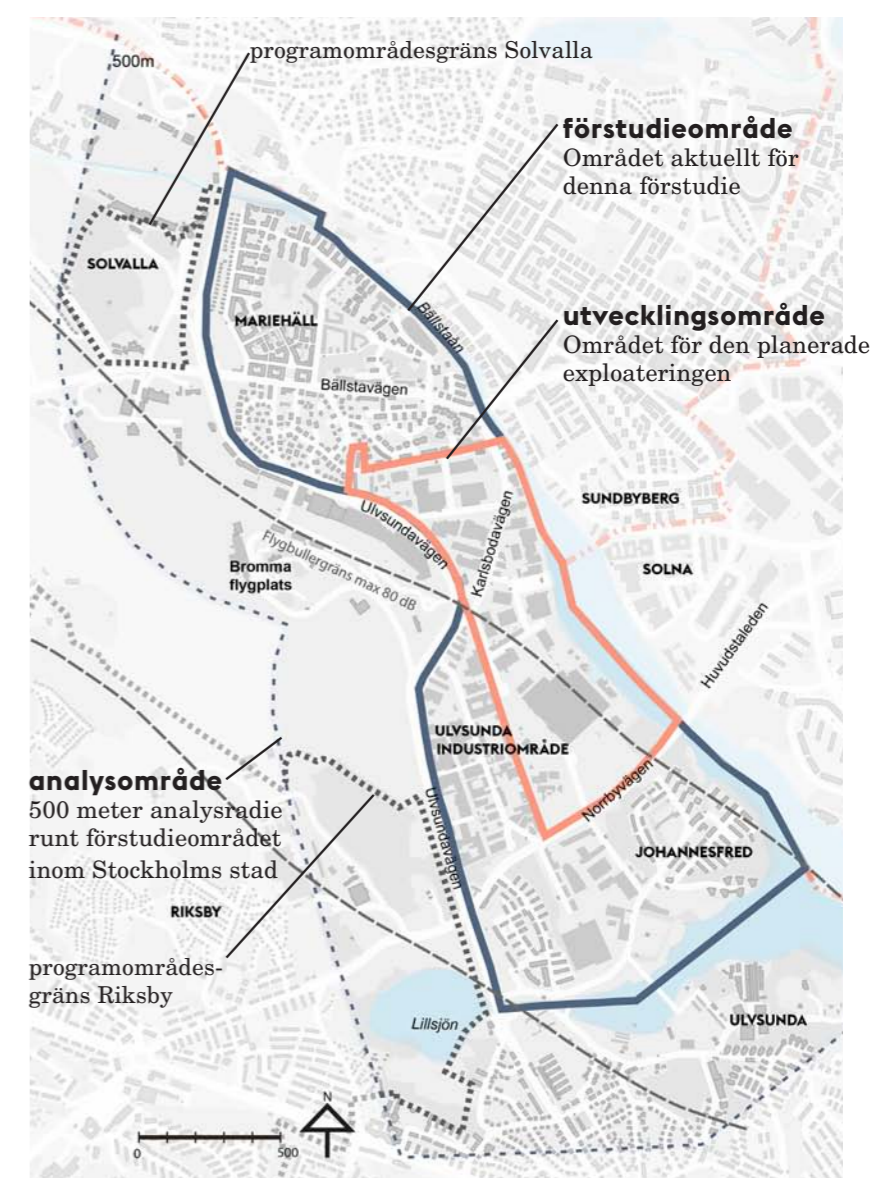 programområdesgräns Solvalla
500m
förstudieområde
Området aktuellt för
denna förstudie
SOLVALLA
MARIEHÄLL
Bällstaån
utvecklingsområde
Området för den planerade
exploateringen
Bällstavägen
SUNDBYBERG
Ulvsundavägen
Karlsbodavägen
Flygbullergräns max 80 dB
Bromma
flygplats
SOLNA
Huvudstaleden
ULVSUNDA
INDUSTRIOMRÅDE
analysområde
500 meter analysradie
runt förstudieområdet
inom Stockholms stad
Norrbyvägen
Ulvsundavägen
JOHANNESFRED
RIKSBY
programområdes-
gräns Riksby
Lillsjön
ULVSUNDA
N
0 500